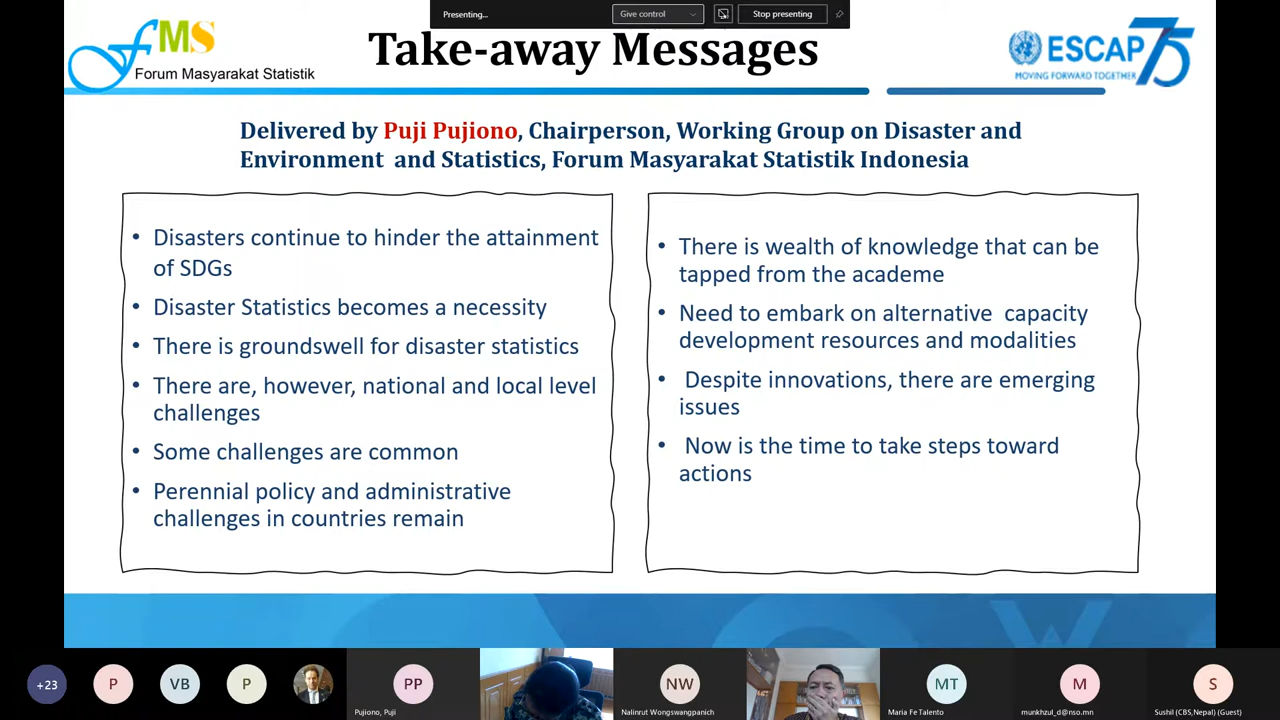 Presenting...
Give control
Stop presenting
FMS
Forum Masyarakat Statistik
Take-away Messages
ESCAP 75
MOVING FORWARD TOGETHER
Delivered by Puji Pujiono, Chairperson, Working Group on Disaster and
Environment and Statistics, Forum Masyarakat Statistik Indonesia
• Disasters continue to hinder the attainment
of SDGs
• Disaster Statistics becomes a necessity
• There is groundswell for disaster statistics
• There are, however, national and local level
challenges
• Some challenges are common
• Perennial policy and administrative
challenges in countries remain
• There is wealth of knowledge that can be
tapped from the academe
• Need to embark on alternative capacity
development resources and modalities
• Despite innovations, there are emerging
issues
• Now is the time to take steps toward
actions
+23
P
VB
P
PP
Pujiono, Puji
NW
Nalinrut Wongswangpanich
MT
Maria Fe Talento
M
munkhzul_d@nso.mn
S
Sushil (CBS,Nepal) (Guest)